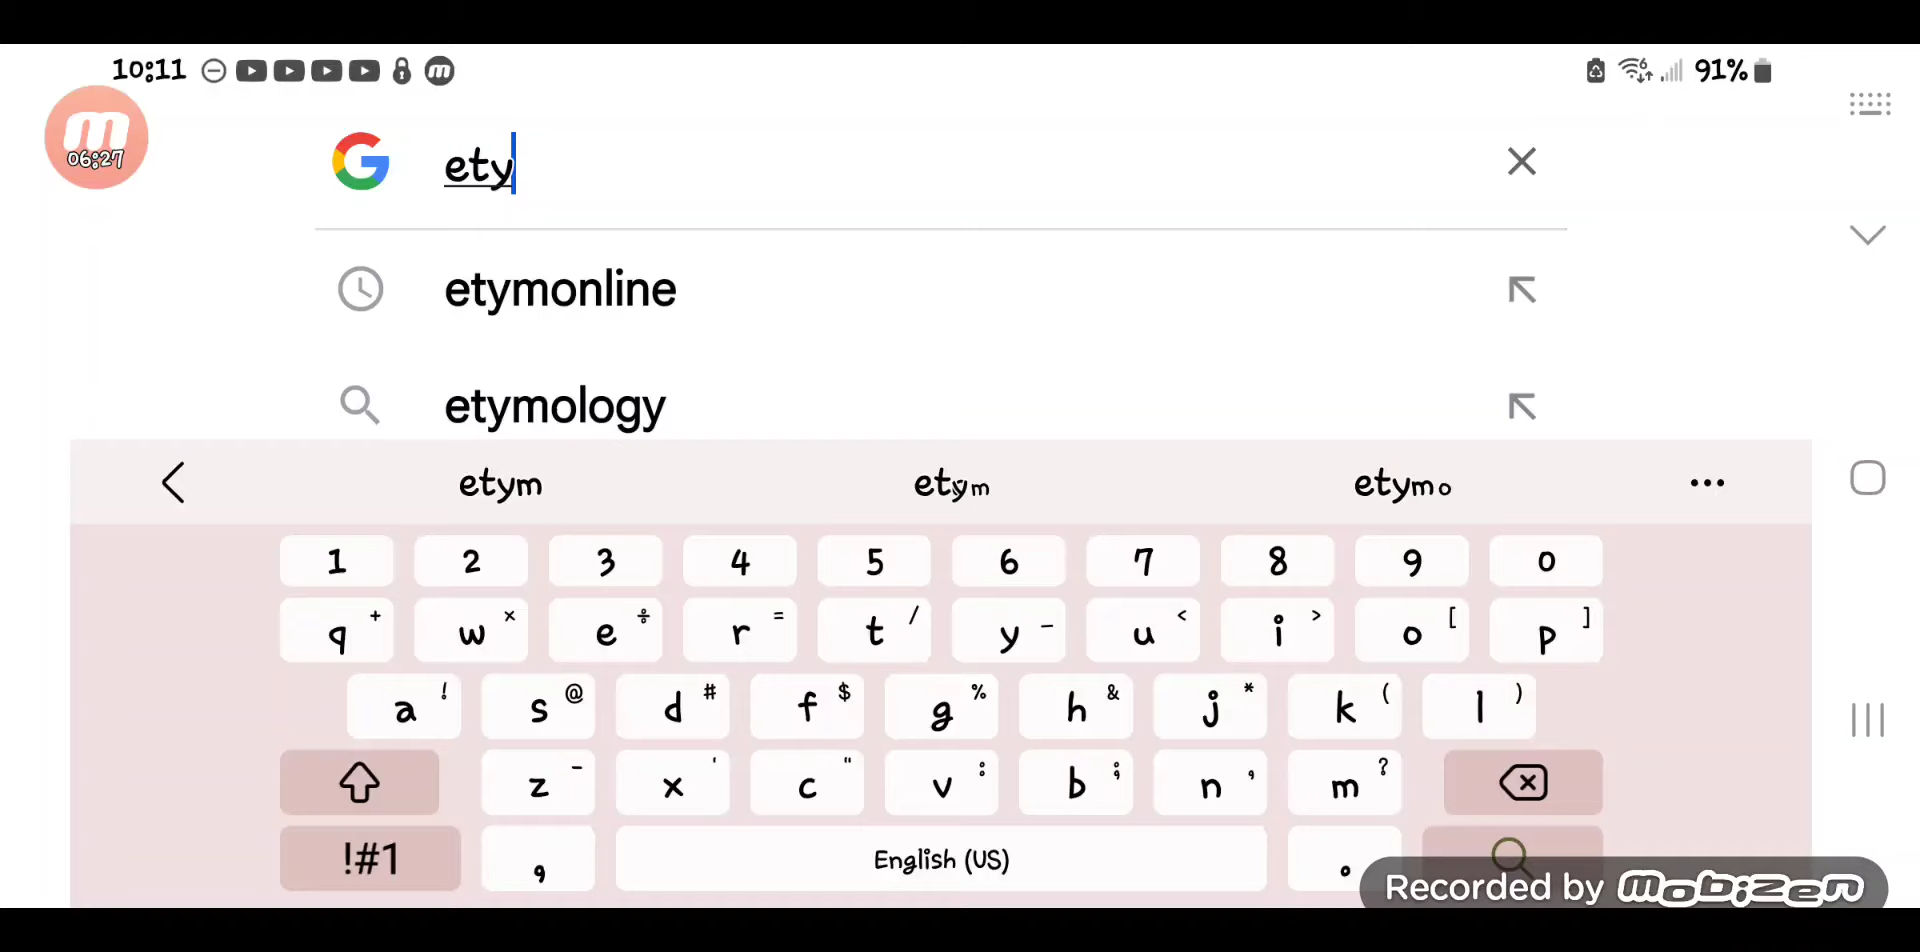 10:11 91%
06:27
ety
etymonline
etymology
etym etym etymo
1 2 3 4 5 6 7 8 9 0
q + w × e ÷ r = t / y - u < i > o [ p ]
a ! s @ d # f $ g % h & j * k ( l )
z - x ' c " v : b ; n , m ?
!#1 , English (US) .
Recorded by mobizen